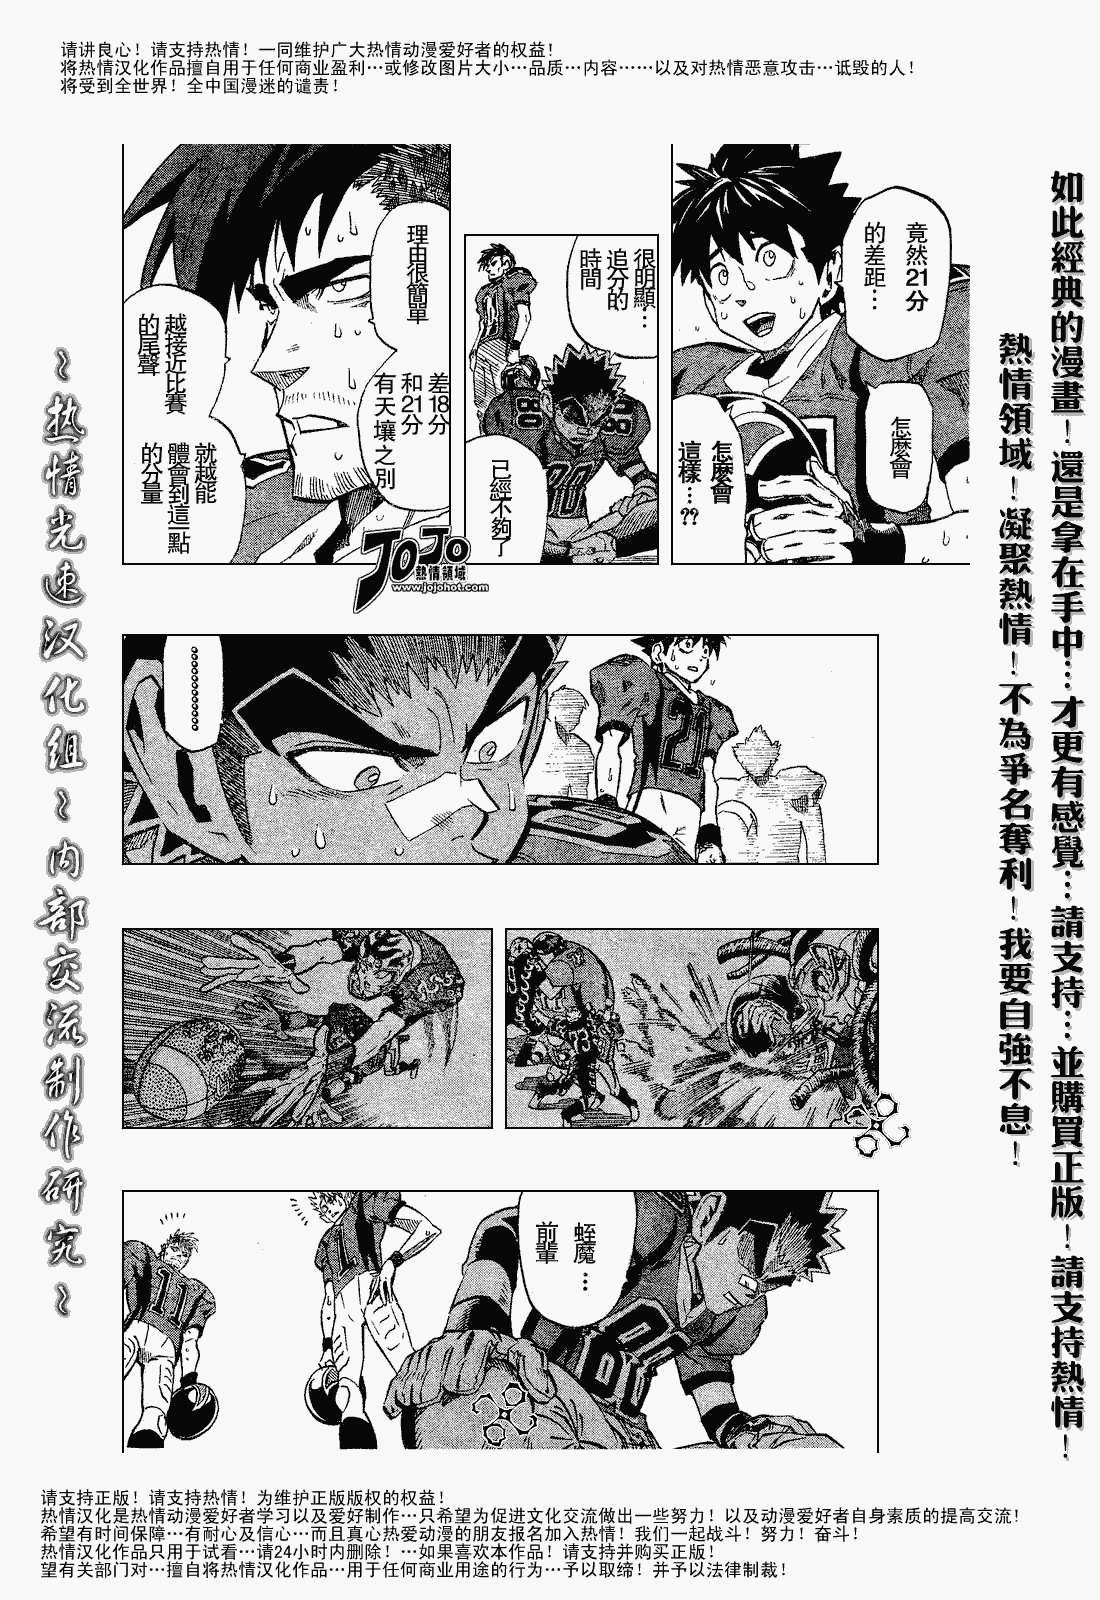 请讲良心！请支持热情！一同维护广大热情动漫爱好者的权益！
将热情汉化作品擅自用于任何商业盈利…或修改图片大小…品质…内容……以及对热情恶意攻击…诋毁的人！
将受到全世界！全中国漫迷的谴责！
如此經典的漫畫！還是拿在手中…才更有感覺…請支持…並購買正版！請支持熱情！
熱情領域！凝聚熱情！不為爭名奪利！我要自強不息！
竟然21分
的差距…
怎麼會
怎麼會
這樣…??
很明顯…
追分的
時間
已經不夠了
理由很簡單
差18分
和21分
有天壤之別
越接近比賽
的尾聲
就越能
體會到這一點
的分量
80
80
80
JOJO
熱情領域
www.jojohot.com
…………
21
73
55
蛭魔…
前輩
80
1
11
~热情光速汉化组~内部交流制作研究~
请支持正版！请支持热情！为维护正版版权的权益！
热情汉化是热情动漫爱好者学习以及爱好制作…只希望为促进文化交流做出一些努力！以及动漫爱好者自身素质的提高交流！
希望有时间保障…有耐心及信心…而且真心热爱动漫的朋友报名加入热情！我们一起战斗！努力！奋斗！
热情汉化作品只用于试看…请24小时内删除！…如果喜欢本作品！请支持并购买正版！
望有关部门对…擅自将热情汉化作品…用于任何商业用途的行为…予以取缔！并予以法律制裁！